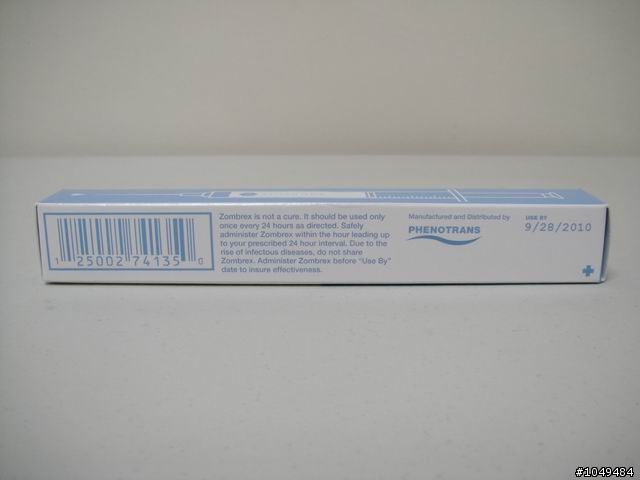 1 25002 74135 0
Zombrex is not a cure. It should be used only
once every 24 hours as directed. Safely
administer Zombrex within the hour leading up
to your prescribed 24 hour interval. Due to the
rise of infectous diseases, do not share
Zombrex. Administer Zombrex before "Use By"
date to insure effectiveness.
Manufactured and Distributed by
PHENOTRANS
USE BY
9/28/2010
#1049484